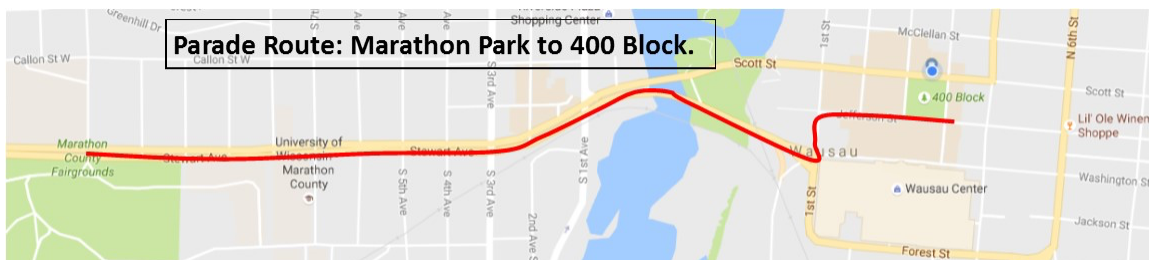 Greenhill Dr
Shopping Center
Parade Route: Marathon Park to 400 Block.
1st St
McClellan St
N 6th St
Callon St W
Callon St W
Scott St
S 3rd Ave
Scott St
400 Block
Jefferson St
Lil' Ole Winery
Shoppe
Marathon
County
Fairgrounds
University of
Wisconsin
Marathon
County
Stewart Ave
Stewart Ave
Wausau
S 1st Ave
S 5th Ave
S 4th Ave
S 3rd Ave
Washington St
Wausau Center
1st St
2nd Ave S
Jackson St
Forest St